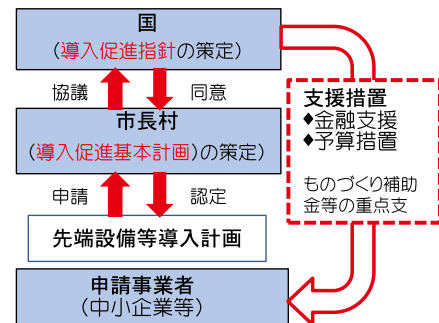 国
(導入促進指針の策定)
協議
同意
市長村
(導入促進基本計画)の策定)
申請
認定
先端設備等導入計画
申請事業者
(中小企業等)
支援措置
♦金融支援
♦予算措置
ものづくり補助
金等の重点支